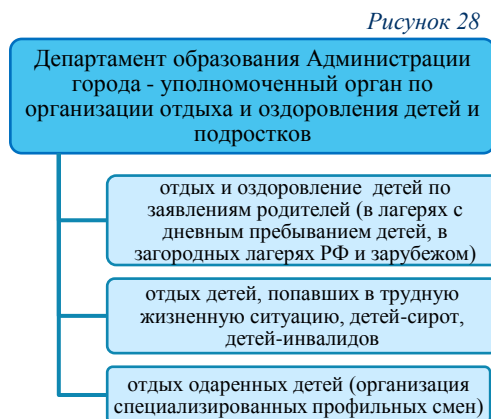 Рисунок 28
Департамент образования Администрации
города - уполномоченный орган по
организации отдыха и оздоровления детей и
подростков
отдых и оздоровление детей по
заявлениям родителей (в лагерях с
дневным пребыванием детей, в
загородных лагерях РФ и зарубежом)
отдых детей, попавших в трудную
жизненную ситуацию, детей-сирот,
детей-инвалидов
отдых одаренных детей (организация
специализированных профильных смен)